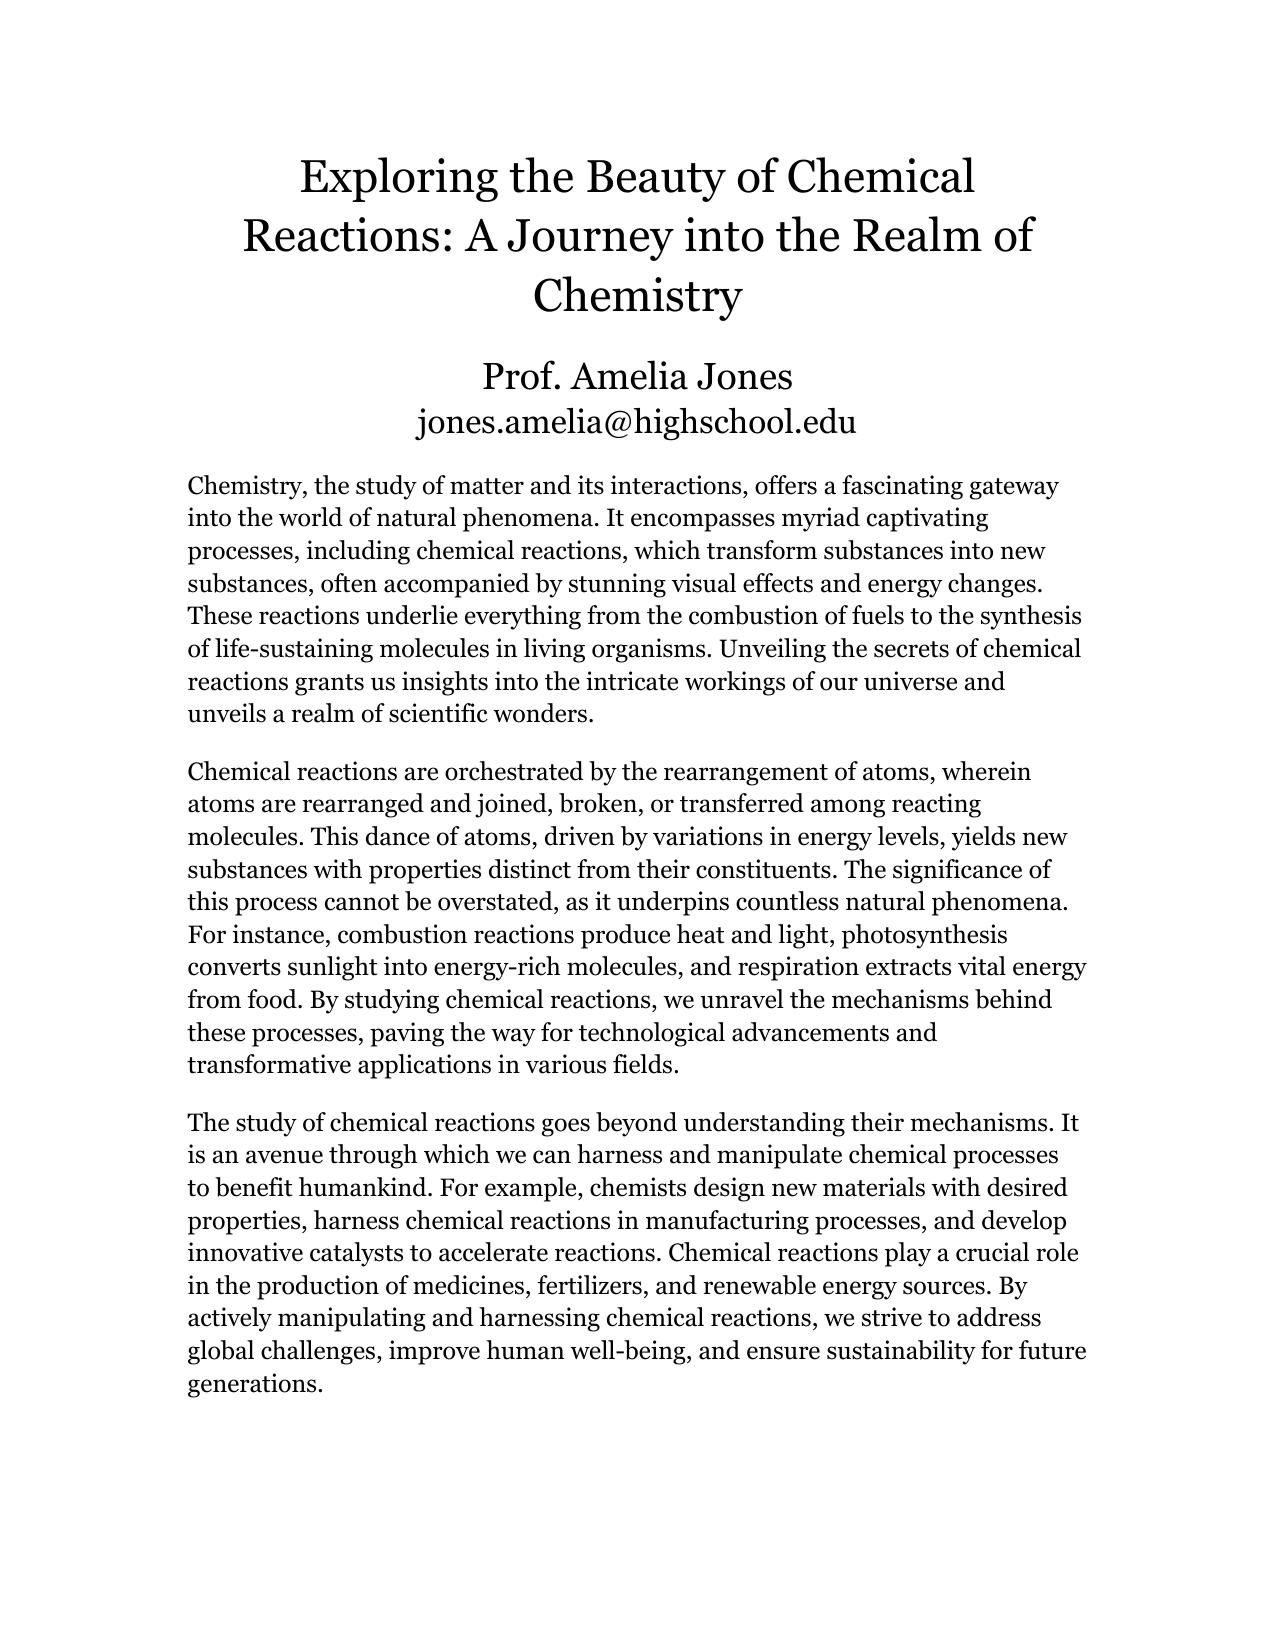 Exploring the Beauty of Chemical
Reactions: A Journey into the Realm of
Chemistry
Prof. Amelia Jones
jones.amelia@highschool.edu
Chemistry, the study of matter and its interactions, offers a fascinating gateway
into the world of natural phenomena. It encompasses myriad captivating
processes, including chemical reactions, which transform substances into new
substances, often accompanied by stunning visual effects and energy changes.
These reactions underlie everything from the combustion of fuels to the synthesis
of life-sustaining molecules in living organisms. Unveiling the secrets of chemical
reactions grants us insights into the intricate workings of our universe and
unveils a realm of scientific wonders.
Chemical reactions are orchestrated by the rearrangement of atoms, wherein
atoms are rearranged and joined, broken, or transferred among reacting
molecules. This dance of atoms, driven by variations in energy levels, yields new
substances with properties distinct from their constituents. The significance of
this process cannot be overstated, as it underpins countless natural phenomena.
For instance, combustion reactions produce heat and light, photosynthesis
converts sunlight into energy-rich molecules, and respiration extracts vital energy
from food. By studying chemical reactions, we unravel the mechanisms behind
these processes, paving the way for technological advancements and
transformative applications in various fields.
The study of chemical reactions goes beyond understanding their mechanisms. It
is an avenue through which we can harness and manipulate chemical processes
to benefit humankind. For example, chemists design new materials with desired
properties, harness chemical reactions in manufacturing processes, and develop
innovative catalysts to accelerate reactions. Chemical reactions play a crucial role
in the production of medicines, fertilizers, and renewable energy sources. By
actively manipulating and harnessing chemical reactions, we strive to address
global challenges, improve human well-being, and ensure sustainability for future
generations.